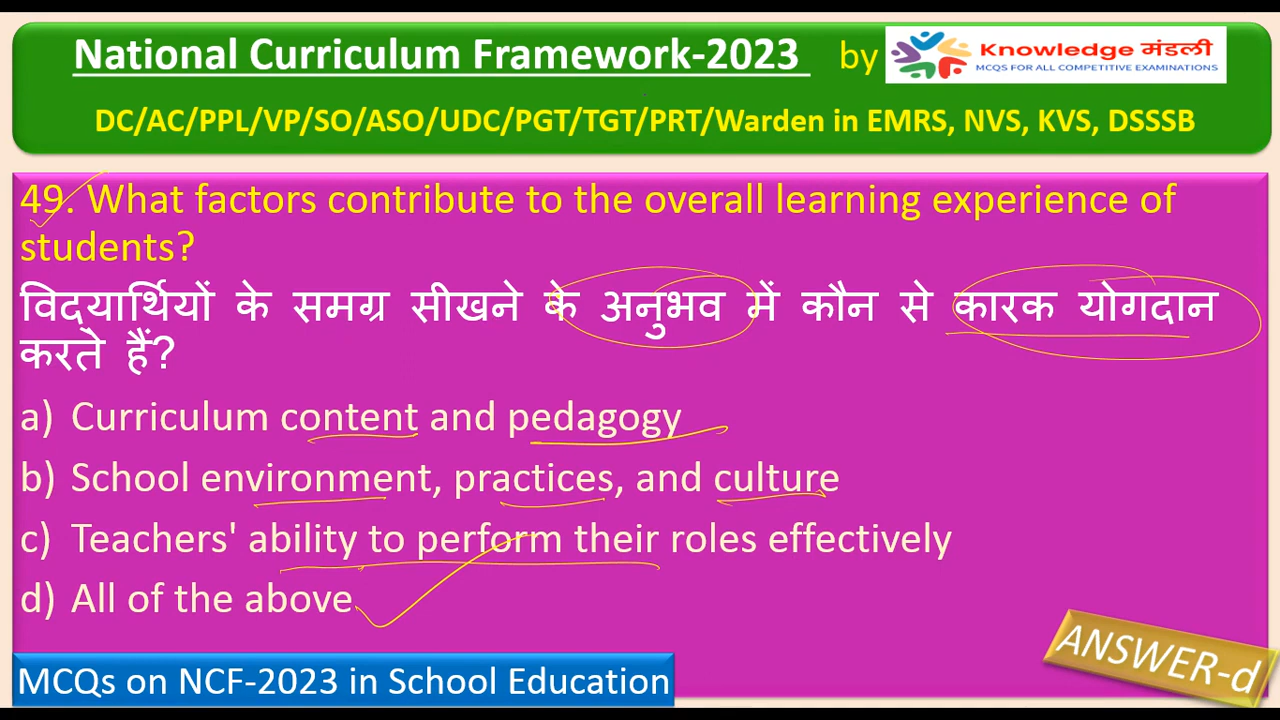 National Curriculum Framework-2023 by Knowledge मंडली
MCQS FOR ALL COMPETITIVE EXAMINATIONS
DC/AC/PPL/VP/SO/ASO/UDC/PGT/TGT/PRT/Warden in EMRS, NVS, KVS, DSSSB
49. What factors contribute to the overall learning experience of
students?
विद्यार्थियों के समग्र सीखने के अनुभव में कौन से कारक योगदान
करते हैं?
a) Curriculum content and pedagogy
b) School environment, practices, and culture
c) Teachers' ability to perform their roles effectively
d) All of the above
ANSWER-d
MCQs on NCF-2023 in School Education